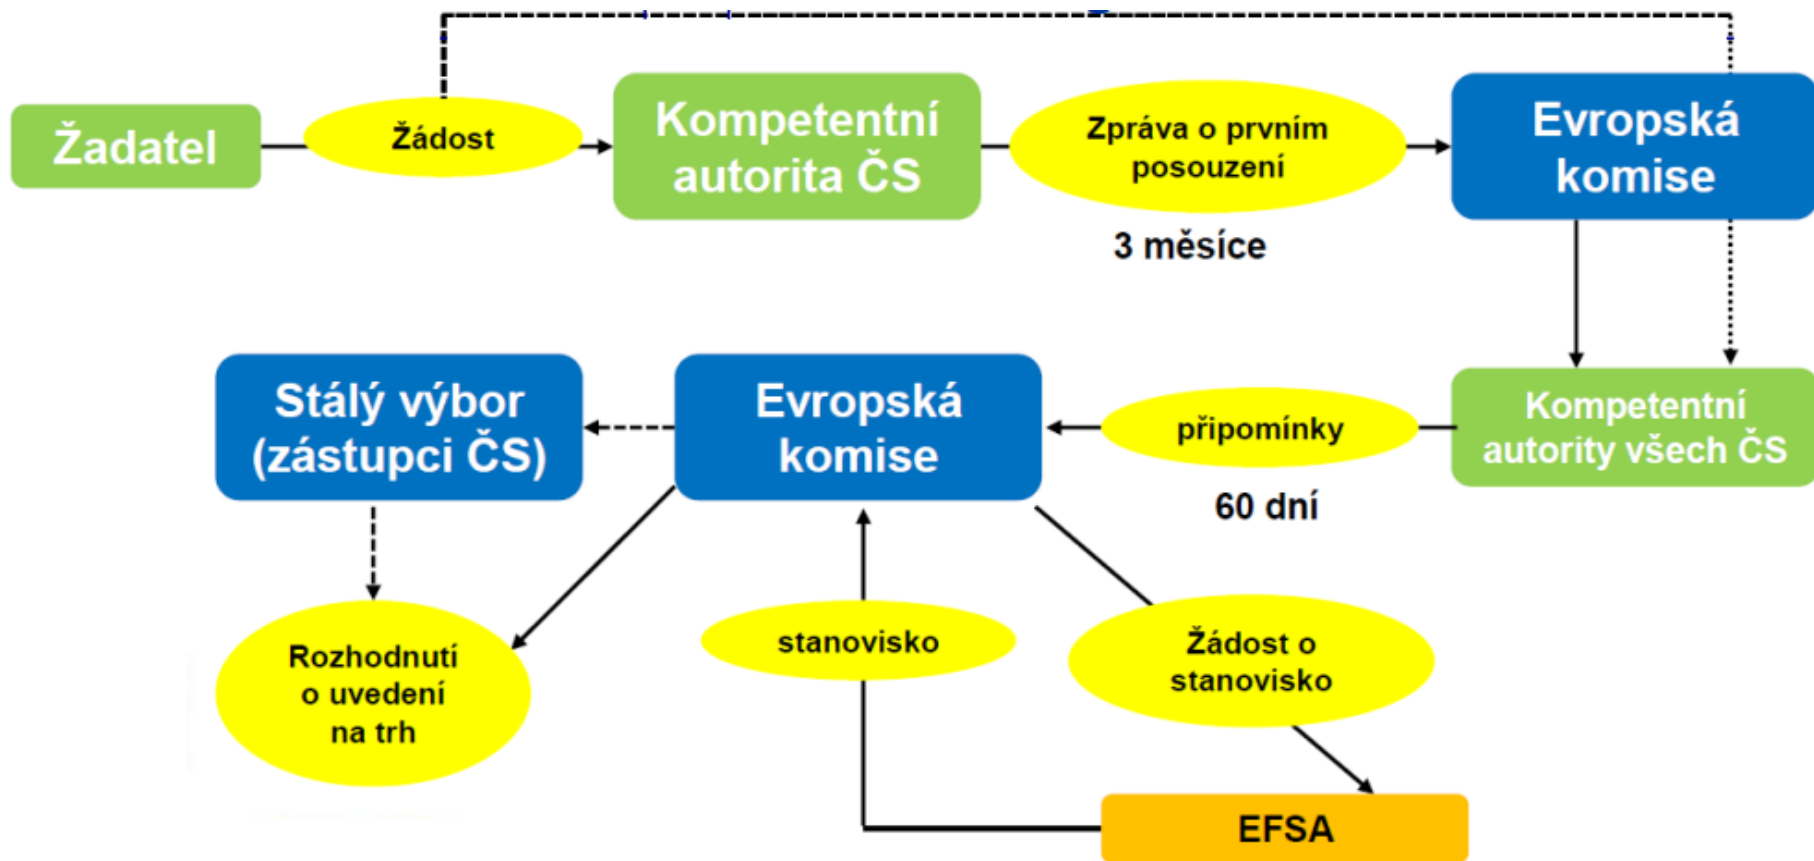 Žadatel
Žádost
Kompetentní
autorita ČS
Zpráva o prvním
posouzení
3 měsíce
Evropská
komise
Stálý výbor
(zástupci ČS)
Evropská
komise
připomínky
60 dní
Kompetentní
autority všech ČS
Rozhodnutí
o uvedení
na trh
stanovisko
Žádost o
stanovisko
EFSA